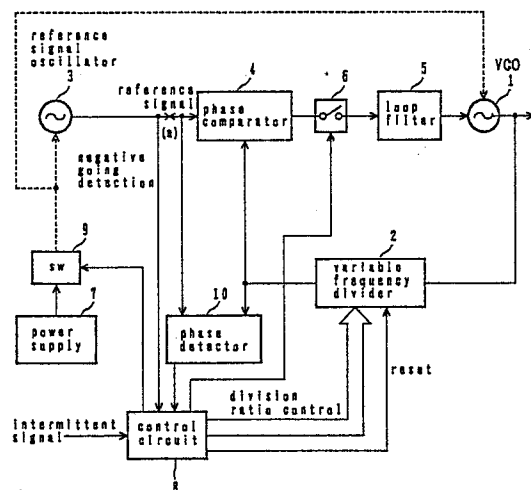 reference
signal
oscillator
3
reference
signal
(a)
4
phase
comparator
6
5
loop
filter
VCO
1
negative
going
detection
9
sw
7
power
supply
10
phase
detector
2
variable
frequency
divider
division
ratio control
reset
intermittent
signal
control
circuit
8